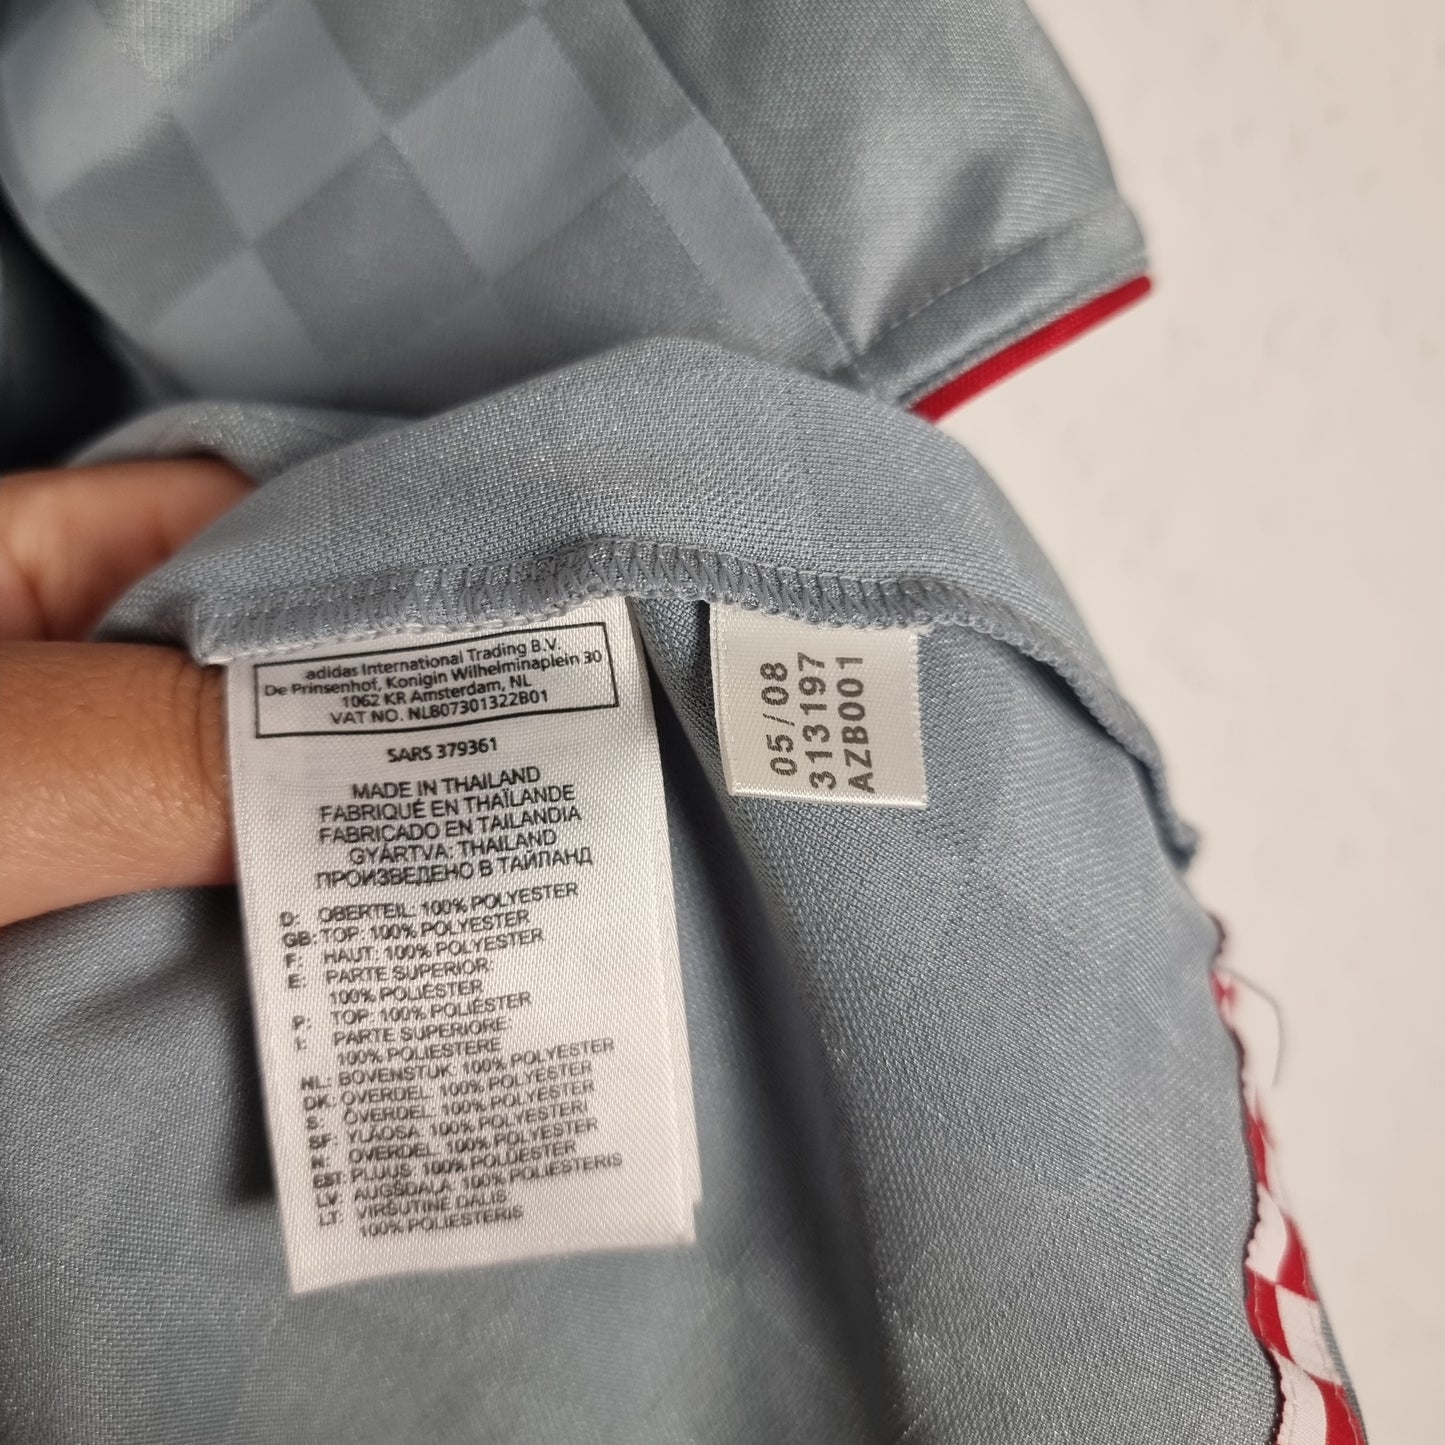 adidas International Trading B.V.
De Prinsenhof, Konigin Wilhelminaplein 30
1062 KR Amsterdam, NL
VAT NO. NL807301322B01
SARS 379361
MADE IN THAILAND
FABRIQUÉ EN THAÏLANDE
FABRICADO EN TAILANDIA
GYÁRTVA: THAILAND
ПРОИЗВЕДЕНО В ТАЙЛАНД
D: OBERTEIL: 100% POLYESTER
GB: TOP: 100% POLYESTER
F: HAUT: 100% POLYESTER
E: PARTE SUPERIOR:
100% POLIÉSTER
P: TOP: 100% POLIÉSTER
I: PARTE SUPERIORE:
100% POLIESTERE
NL: BOVENSTUK: 100% POLYESTER
DK: OVERDEL: 100% POLYESTER
S: ÖVERDEL: 100% POLYESTER
SF: YLÄOSA: 100% POLYESTERI
N: OVERDEL: 100% POLYESTER
EST: PLUUS: 100% POLÜESTER
LV: AUGŠDAĻA: 100% POLIESTERIS
LT: VIRŠUTINĖ DALIS:
100% POLIESTERIS
05/08
313197
AZB001